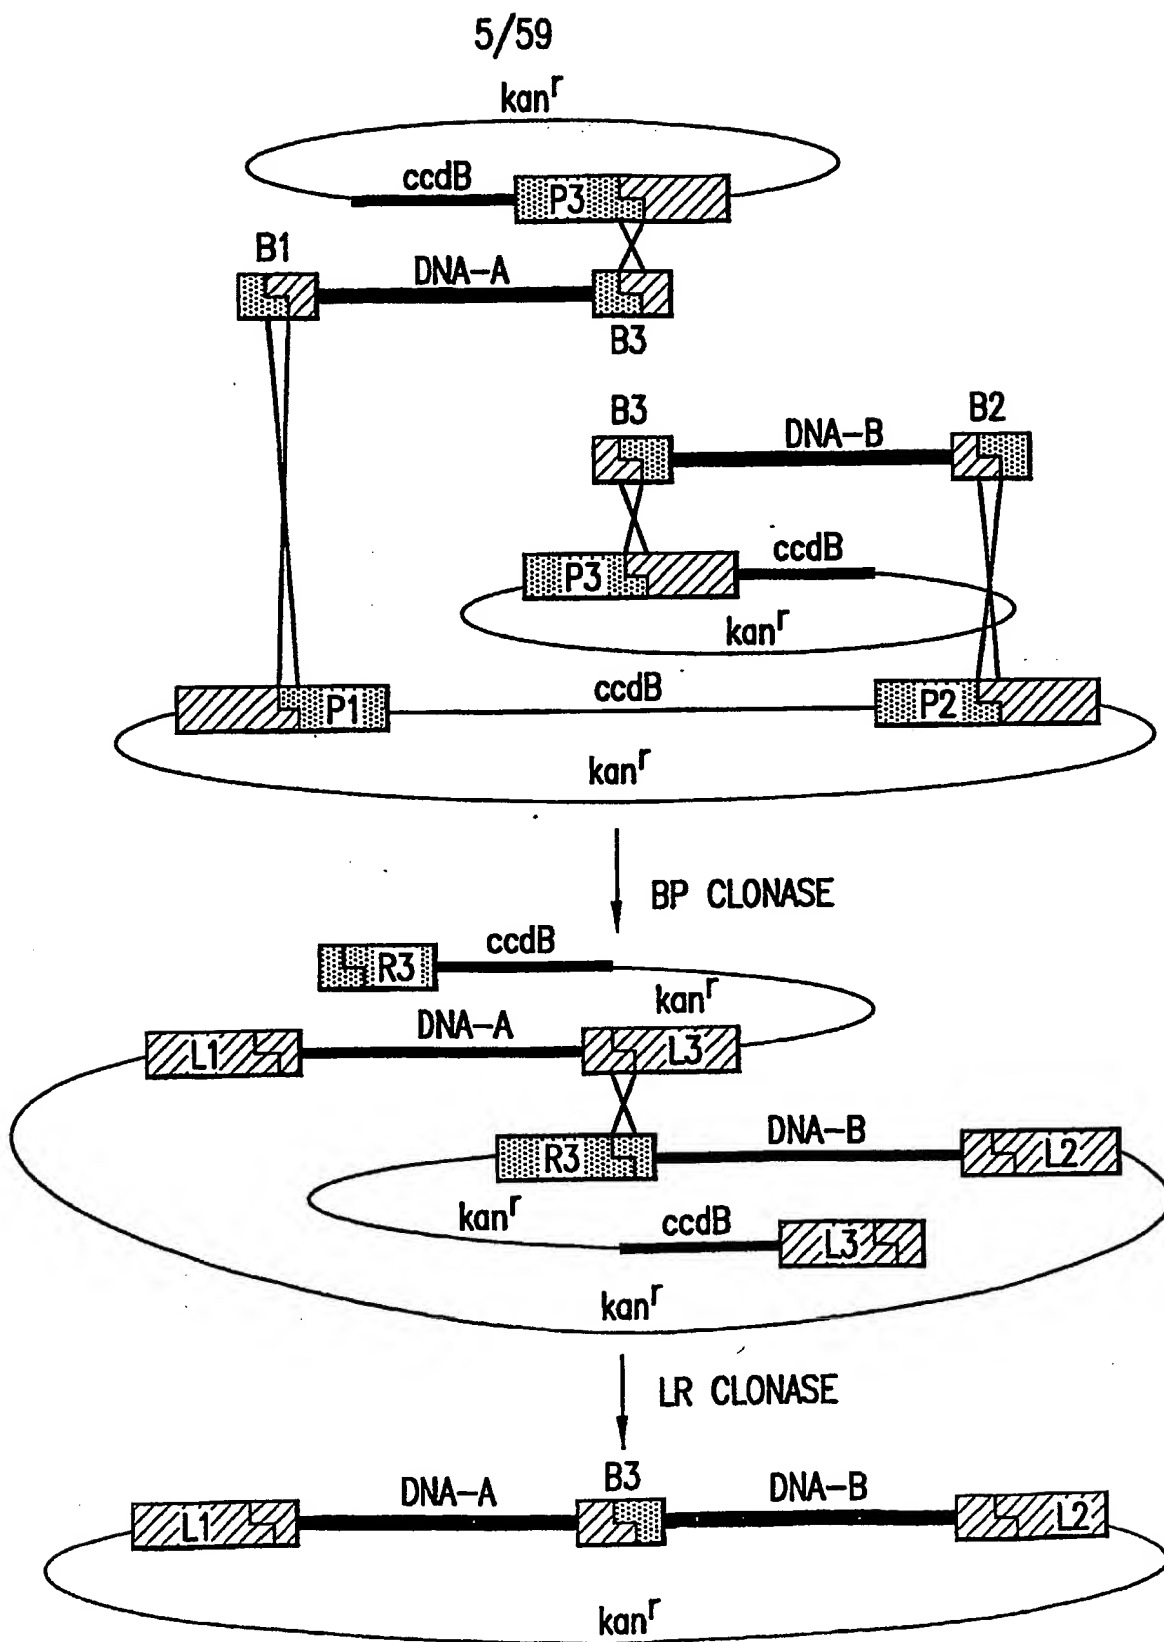 5/59
kanr
ccdB
P3
B1
DNA-A
B3
B3
DNA-B
B2
P3
ccdB
kanr
P1
ccdB
P2
kanr
BP CLONASE
R3
ccdB
kanr
L1
DNA-A
L3
R3
DNA-B
L2
kanr
ccdB
L3
kanr
LR CLONASE
L1
DNA-A
B3
DNA-B
L2
kanr